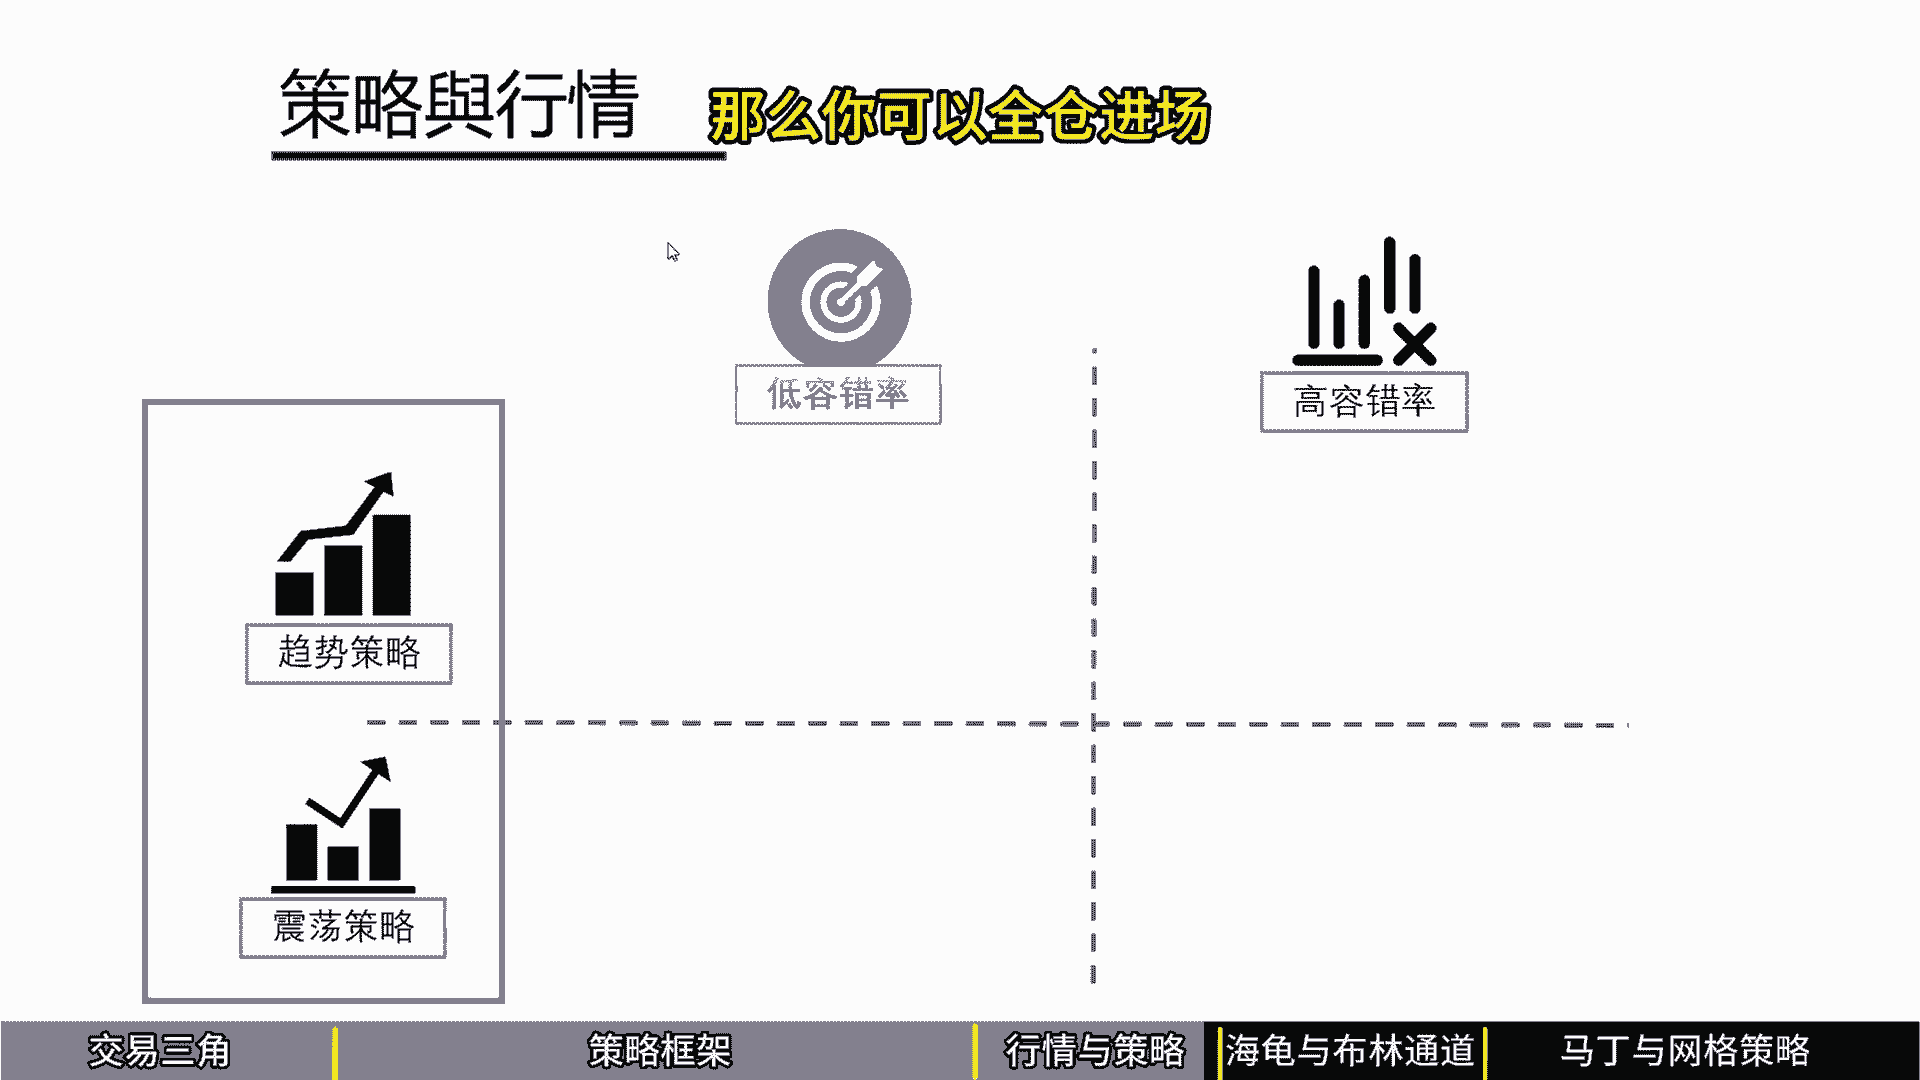 策略與行情
那么你可以全仓进场
低容错率
高容错率
趋势策略
震荡策略
交易三角
策略框架
行情与策略
海龟与布林通道
马丁与网格策略